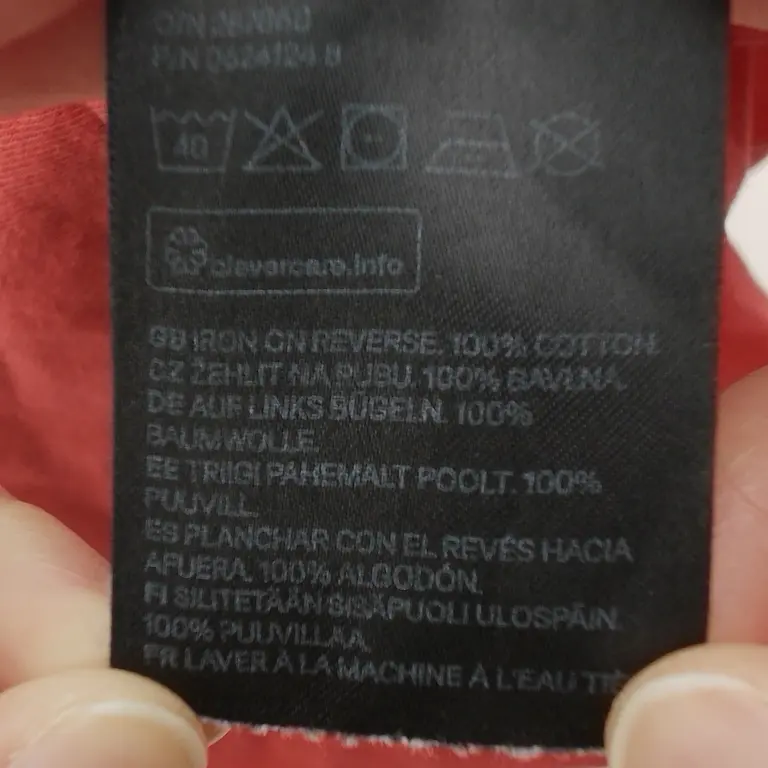 40
clevercare.info
GB IRON ON REVERSE. 100% COTTON.
CZ ŽEHLIT NA RUBU. 100% BAVLNA.
DE AUF LINKS BÜGELN. 100%
BAUMWOLLE.
EE TRIIGI PAHEMALT POOLT. 100%
PUUVILL.
ES PLANCHAR CON EL REVÉS HACIA
AFUERA. 100% ALGODÓN.
FI SILITETÄÄN SISÄPUOLI ULOSPÄIN.
100% PUUVILLAA.
FR LAVER À LA MACHINE À L'EAU